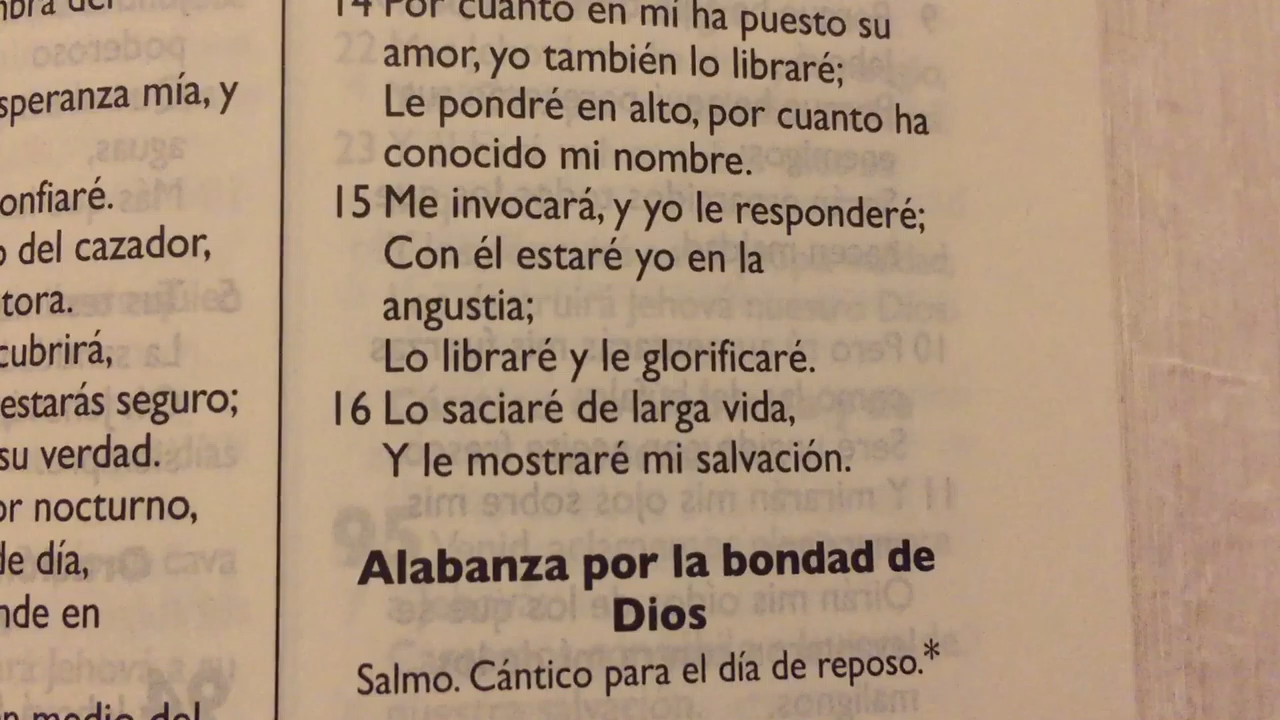 speranza mía, y
onfiaré.
del cazador,
tora.
cubrirá,
estarás seguro;
su verdad.
or nocturno,
de día,
nde en
14 Por cuanto en mí ha puesto su
amor, yo también lo libraré;
Le pondré en alto, por cuanto ha
conocido mi nombre.
15 Me invocará, y yo le responderé;
Con él estaré yo en la
angustia;
Lo libraré y le glorificaré.
16 Lo saciaré de larga vida,
Y le mostraré mi salvación.
Alabanza por la bondad de
Dios
Salmo. Cántico para el día de reposo.*